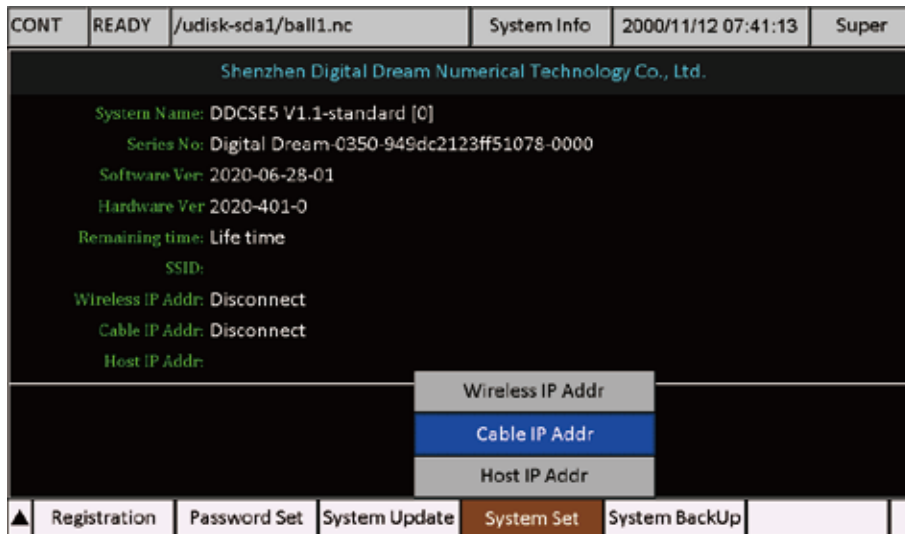 CONT READY /udisk-sda1/ball1.nc System Info 2000/11/12 07:41:13 Super
Shenzhen Digital Dream Numerical Technology Co., Ltd.
System Name: DDCSE5 V1.1-standard [0]
Series No: Digital Dream-0350-949dc2123ff51078-0000
Software Ver: 2020-06-28-01
Hardware Ver 2020-401-0
Remaining time: Life time
SSID:
Wireless IP Addr: Disconnect
Cable IP Addr: Disconnect
Host IP Addr:
Wireless IP Addr
Cable IP Addr
Host IP Addr
▲ Registration Password Set System Update System Set System BackUp